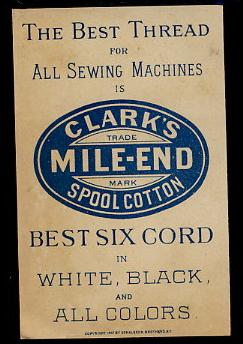 THE BEST THREAD
FOR
ALL SEWING MACHINES
IS
CLARK'S
TRADE
MILE-END
MARK
SPOOL COTTON
BEST SIX CORD
IN
WHITE, BLACK,
AND
ALL COLORS.